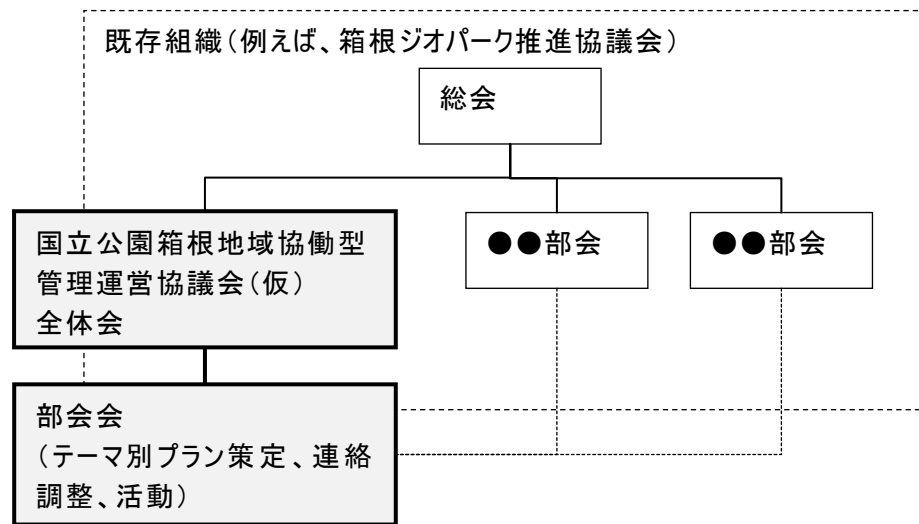 既存組織(例えば、箱根ジオパーク推進協議会)
総会
国立公園箱根地域協働型
管理運営協議会(仮)
全体会
●●部会
●●部会
部会会
(テーマ別プラン策定、連絡
調整、活動)